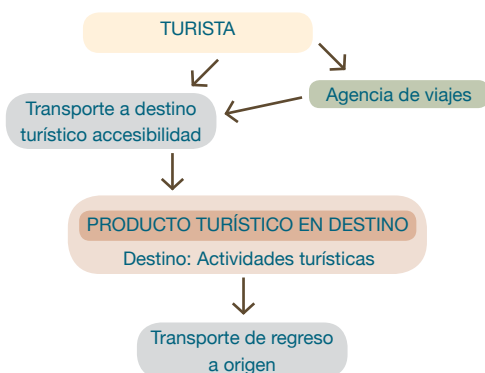 TURISTA
Agencia de viajes
Transporte a destino
turístico accesibilidad
PRODUCTO TURÍSTICO EN DESTINO
Destino: Actividades turísticas
Transporte de regreso
a origen